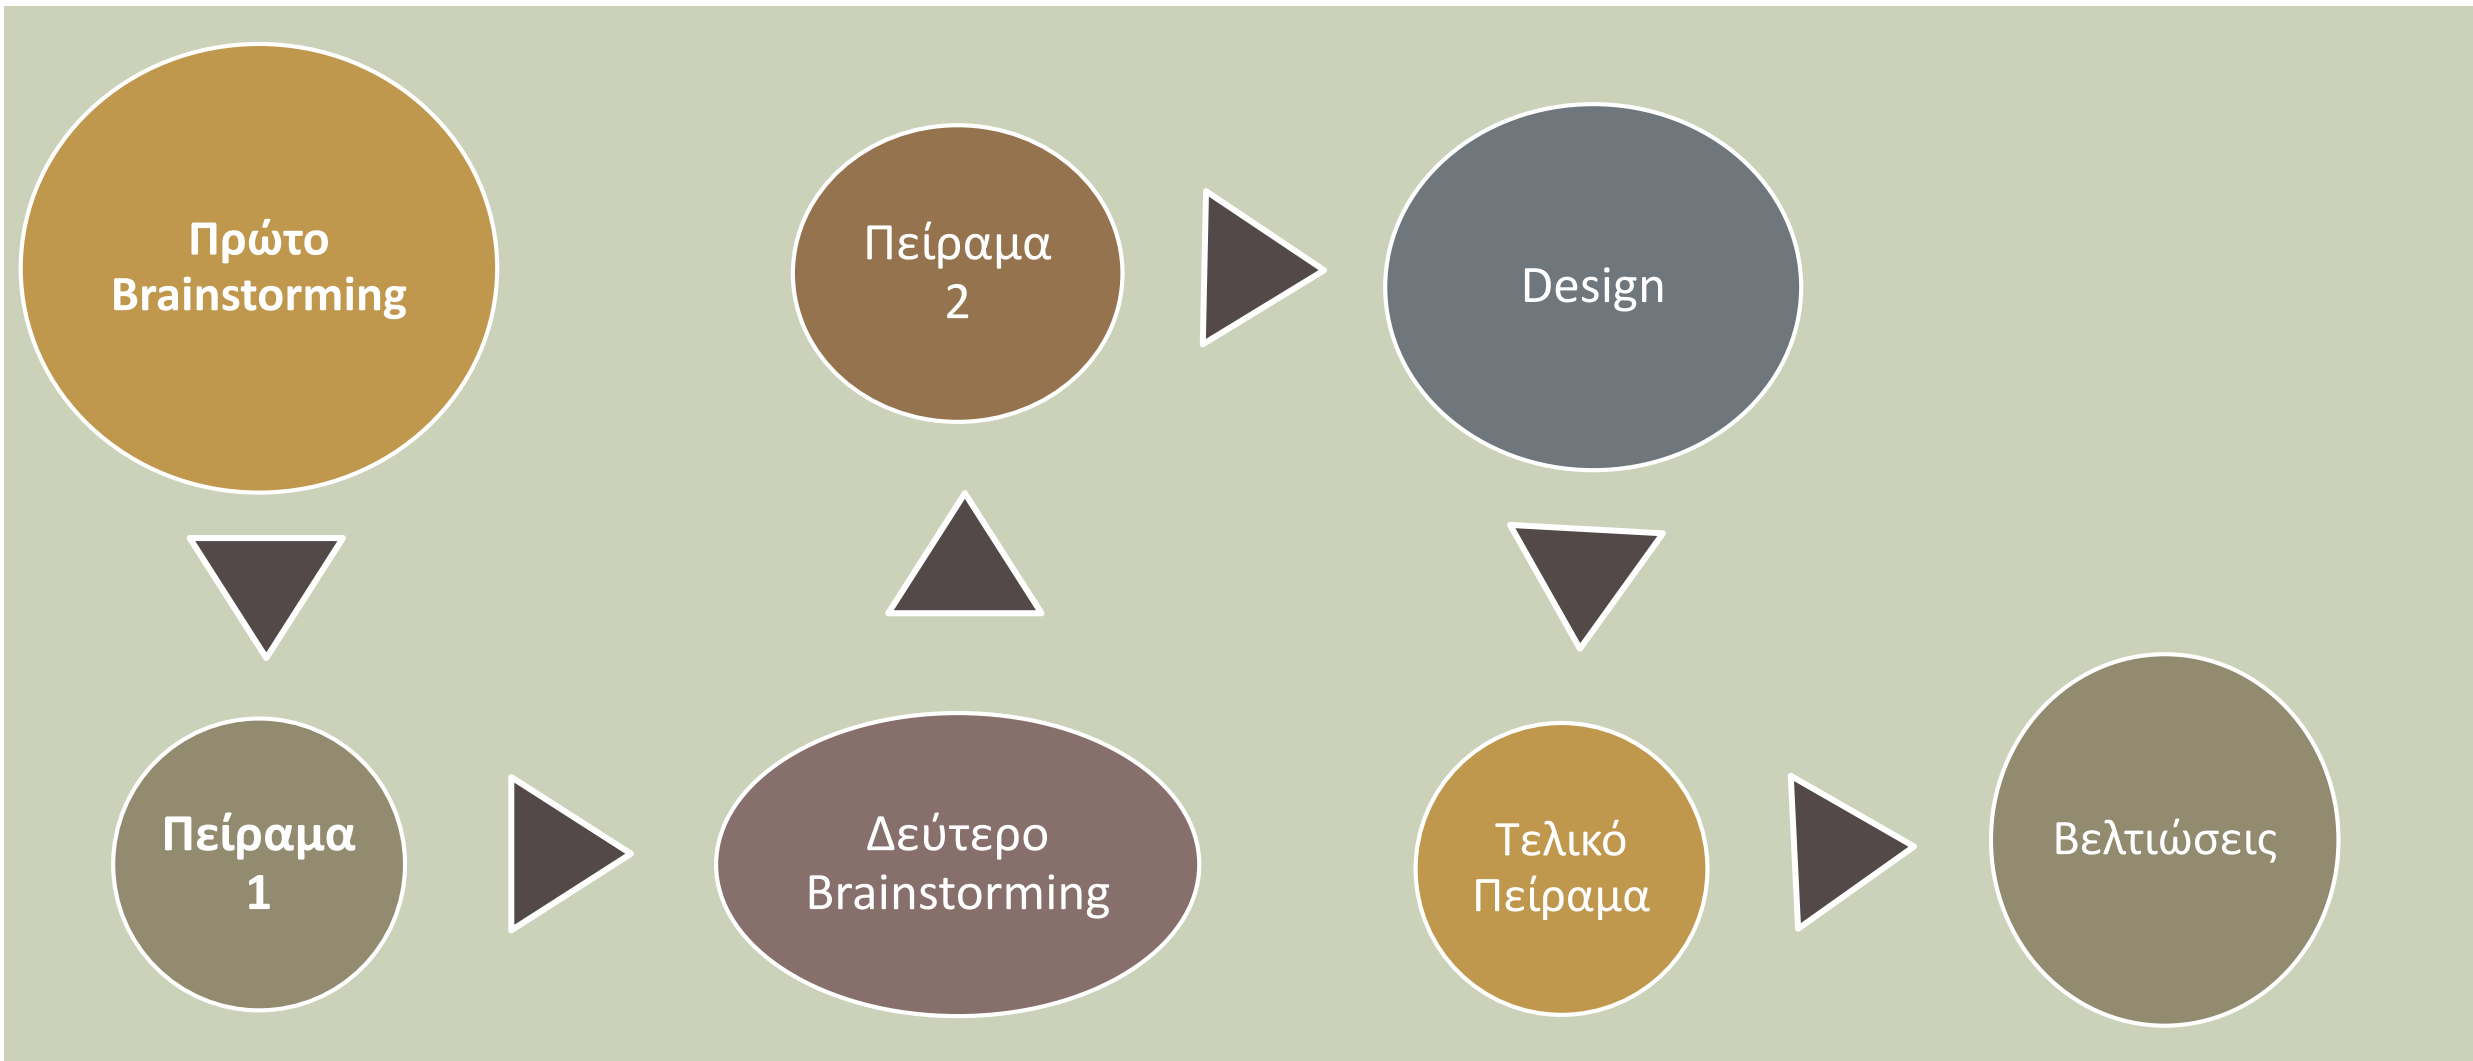 Πρώτο
Brainstorming
Πείραμα
1
Δεύτερο
Brainstorming
Πείραμα
2
Design
Τελικό
Πείραμα
Βελτιώσεις